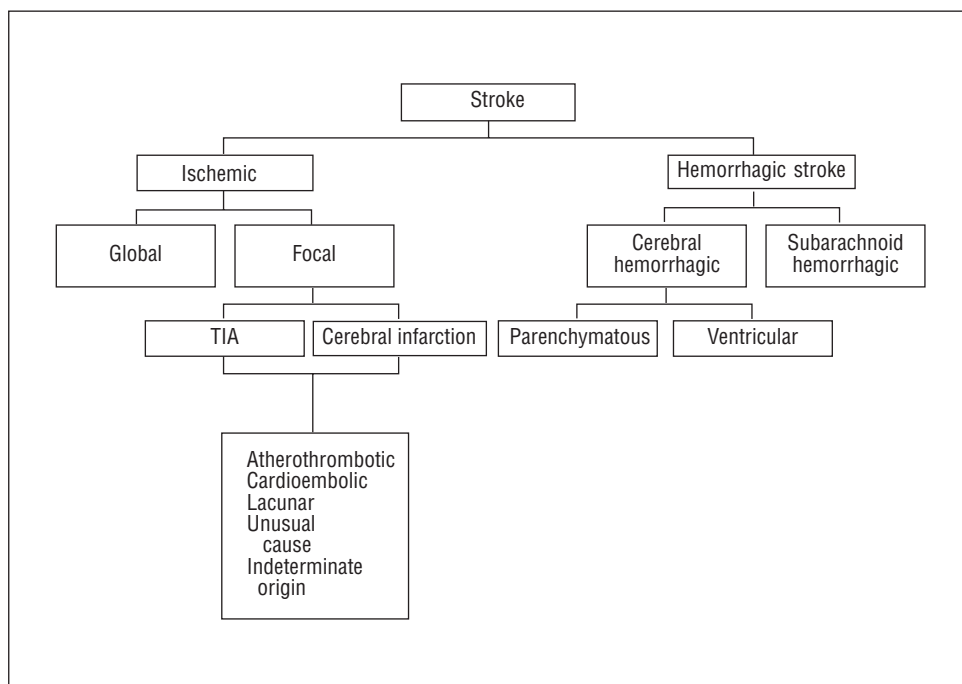 Stroke
Ischemic
Hemorrhagic stroke
Global
Focal
Cerebral
hemorrhagic
Subarachnoid
hemorrhagic
TIA
Cerebral infarction
Parenchymatous
Ventricular
Atherothrombotic
Cardioembolic
Lacunar
Unusual
cause
Indeterminate
origin